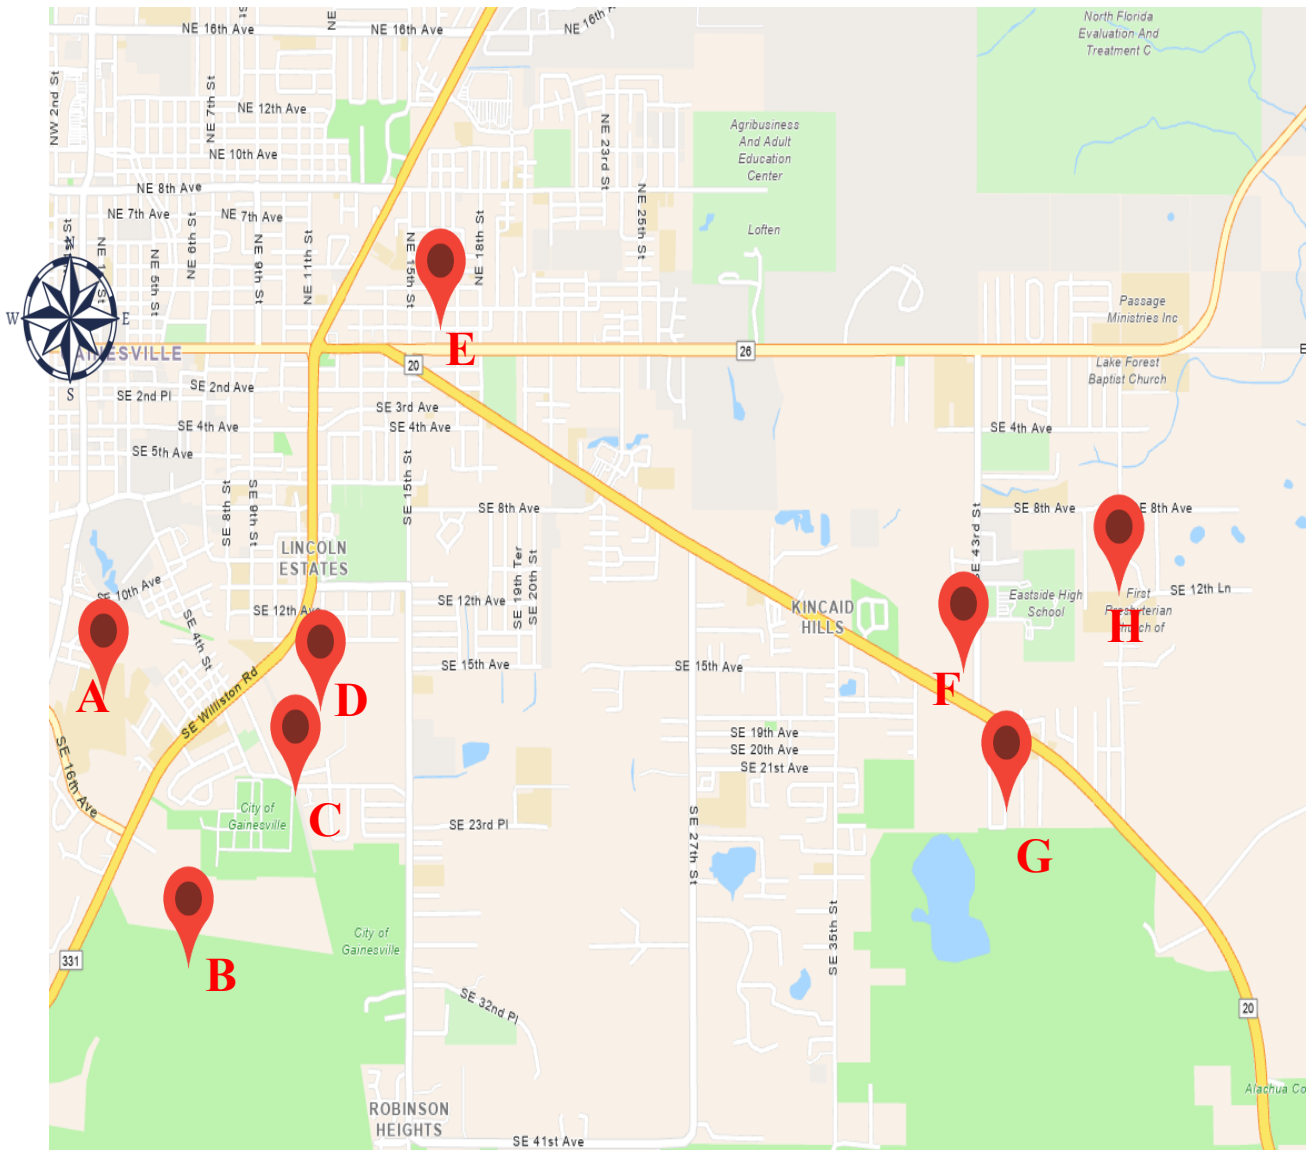 NE 16th Ave
NE 16th Ave
NE 16th A
NE
St
North Florida
Evaluation And
Treatment C
NW 2nd St
NE 7th St
NE 12th Ave
NE 10th Ave
NE 8th Ave
NE 23rd St
NE 25th St
Agribusiness
And Adult
Education
Center
Loften
NE 7th Ave
NE 7th Ave
NE 6th St
NE 5th St
NE 9th St
NE 11th St
NE 15th St
NE 18th St
N
W
E
S
E
GAINESVILLE
20
26
Passage
Ministries Inc
Lake Forest
Baptist Church
E
SE 2nd Ave
SE 2nd Pl
SE 3rd Ave
SE 4th Ave
SE 4th Ave
SE 4th Ave
SE 5th Ave
SE 8th St
SE 9th St
SE 15th St
SE 8th Ave
SE 8th Ave
E 8th Ave
LINCOLN
ESTATES
SE 19th Ter
SE 20th St
SE 43rd St
10th Ave
SE 12th Ave
SE 12th Ave
SE 12th Ln
KINCAID
HILLS
Eastside High
School
First
Presbyterian
Church of
H
SE 4th St
SE 15th Ave
SE 15th Ave
A
D
F
SE Williston Rd
SE 16th Ave
SE 19th Ave
SE 20th Ave
SE 21st Ave
City of
Gainesville
C
SE 23rd Pl
SE 27th St
G
331
B
City of
Gainesville
SE 35th St
SE 32nd Pl
20
Alachua Co
ROBINSON
HEIGHTS
SE 41st Ave